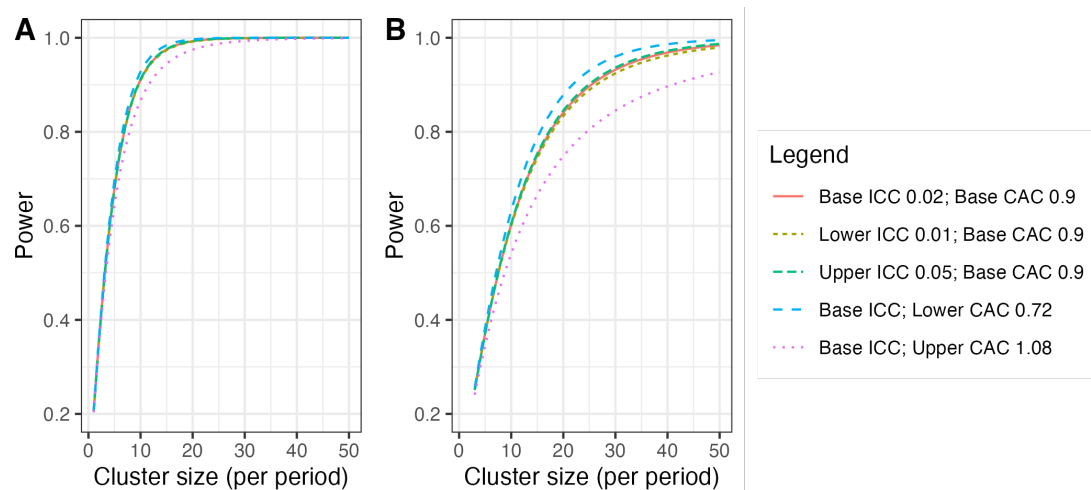 A
Power
1.0
0.8
0.6
0.4
0.2
0 10 20 30 40 50
Cluster size (per period)
B
Power
1.0
0.8
0.6
0.4
0.2
0 10 20 30 40 50
Cluster size (per period)
Legend
Base ICC 0.02; Base CAC 0.9
Lower ICC 0.01; Base CAC 0.9
Upper ICC 0.05; Base CAC 0.9
Base ICC; Lower CAC 0.72
Base ICC; Upper CAC 1.08